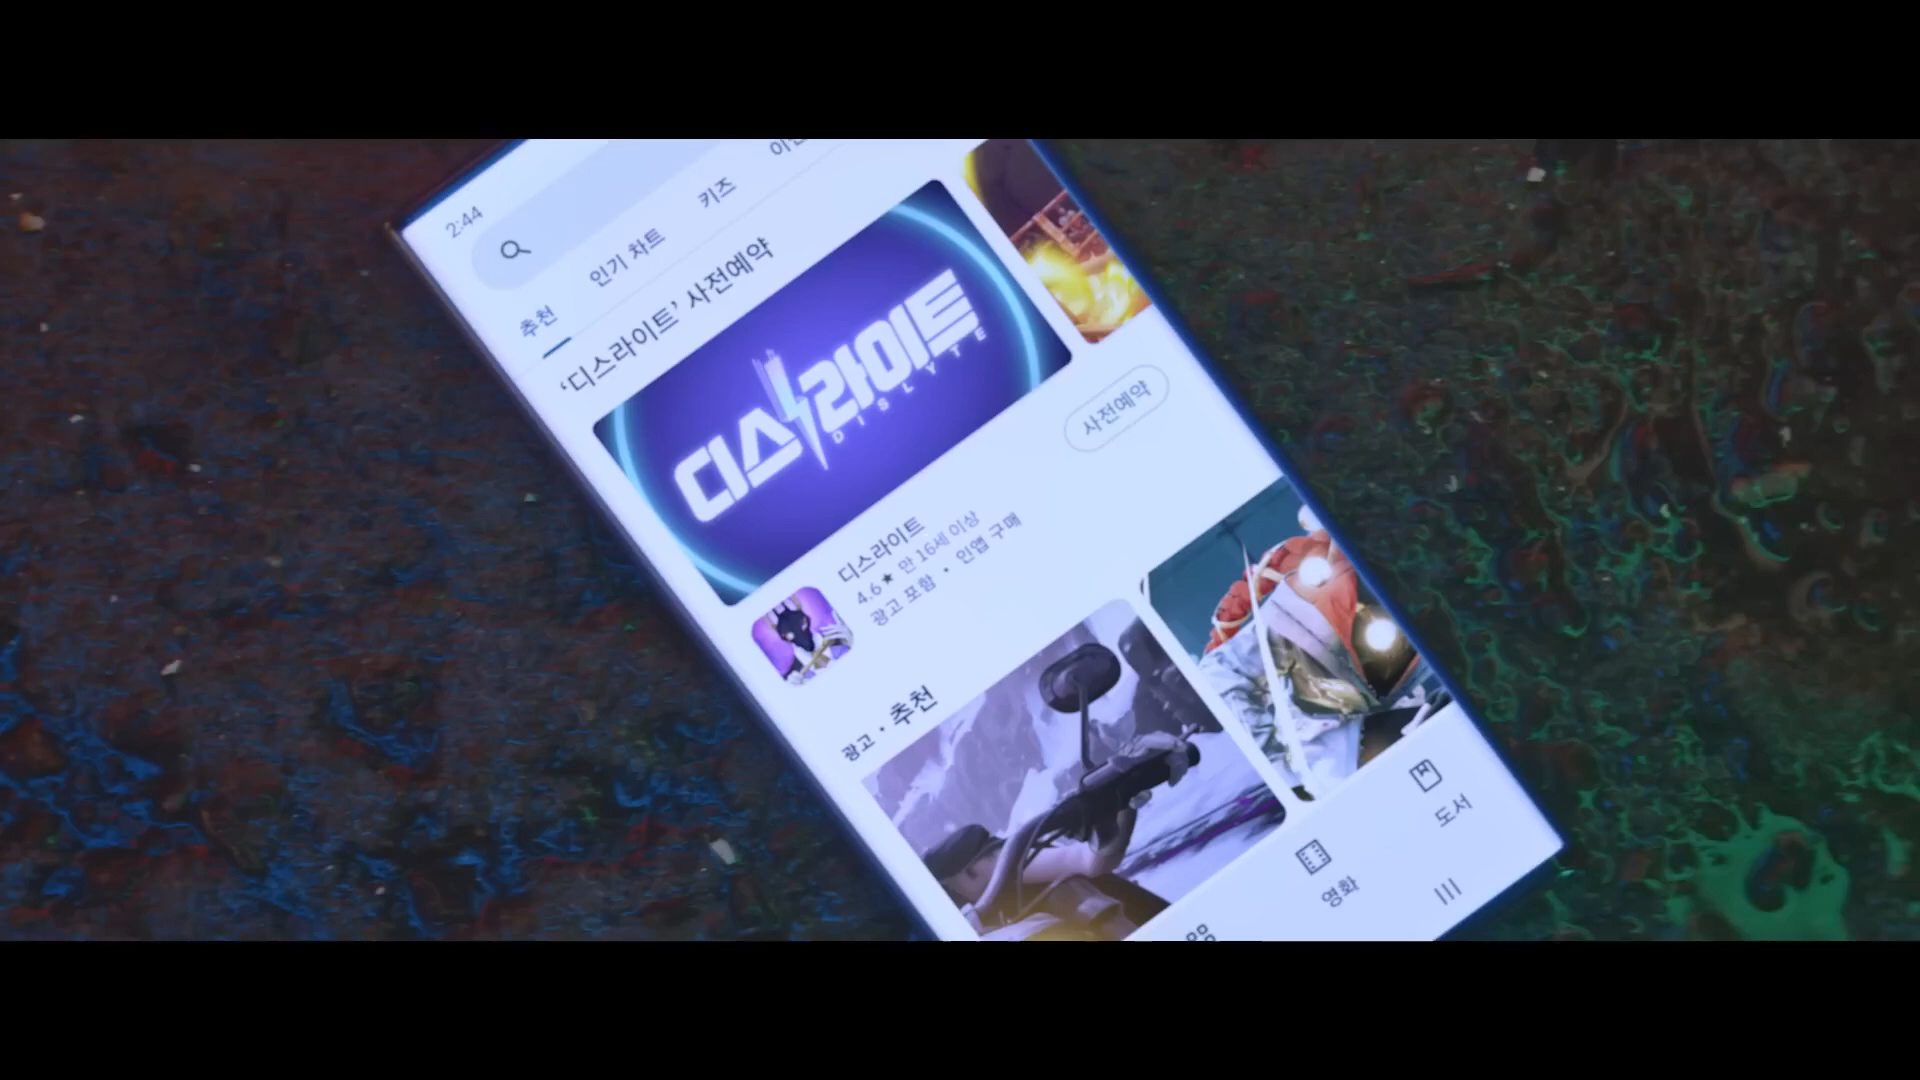 2:44
추천 인기 차트 키즈
‘디스라이트’ 사전예약
디스라이트
DISLYTE
디스라이트
4.6★ 만 16세 이상
광고 포함 • 인앱 구매
사전예약
광고 • 추천
영화
도서